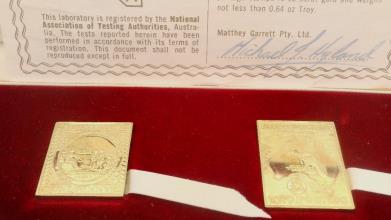 not less than 0.64 oz Troy.
This laboratory is registered by the National
Association of Testing Authorities, Austra-
lia. The tests reported herein have been
performed in accordance with its terms of
registration. This document shall not be
reproduced except in full.
Matthey Garrett Pty. Ltd.